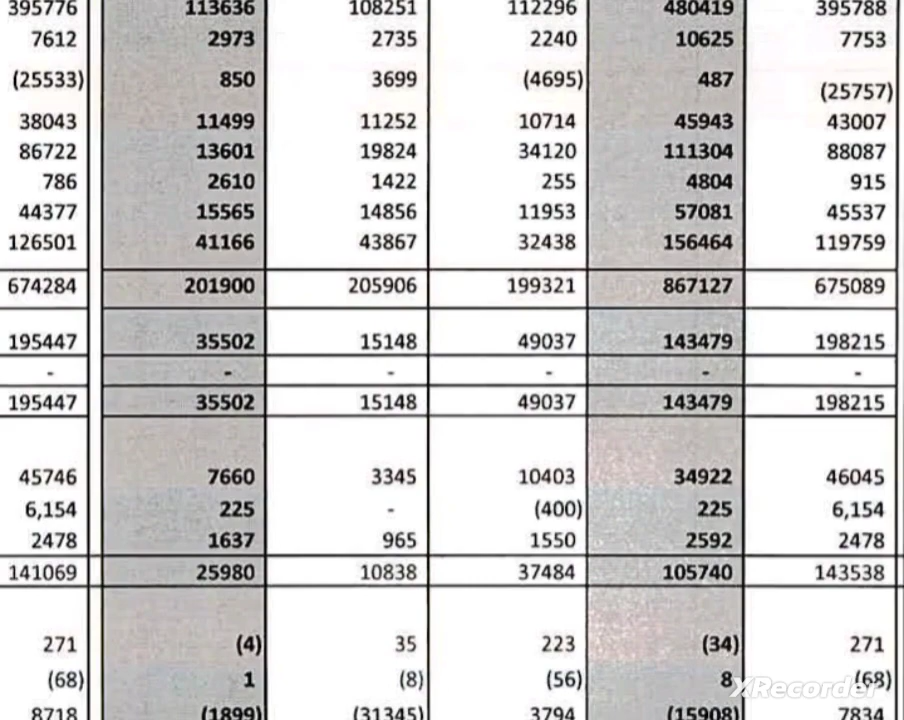 395776 113636 108251 112296 480419 395788
7612 2973 2735 2240 10625 7753
(25533) 850 3699 (4695) 487 (25757)
38043 11499 11252 10714 45943 43007
86722 13601 19824 34120 111304 88087
786 2610 1422 255 4804 915
44377 15565 14856 11953 57081 45537
126501 41166 43867 32438 156464 119759
674284 201900 205906 199321 867127 675089
195447 35502 15148 49037 143479 198215
- - - - - -
195447 35502 15148 49037 143479 198215
45746 7660 3345 10403 34922 46045
6,154 225 - (400) 225 6,154
2478 1637 965 1550 2592 2478
141069 25980 10838 37484 105740 143538
271 (4) 35 223 (34) 271
(68) 1 (8) (56) 8 (68)
XRecorder
8718 (1899) (31345) 3794 (15908) 7834